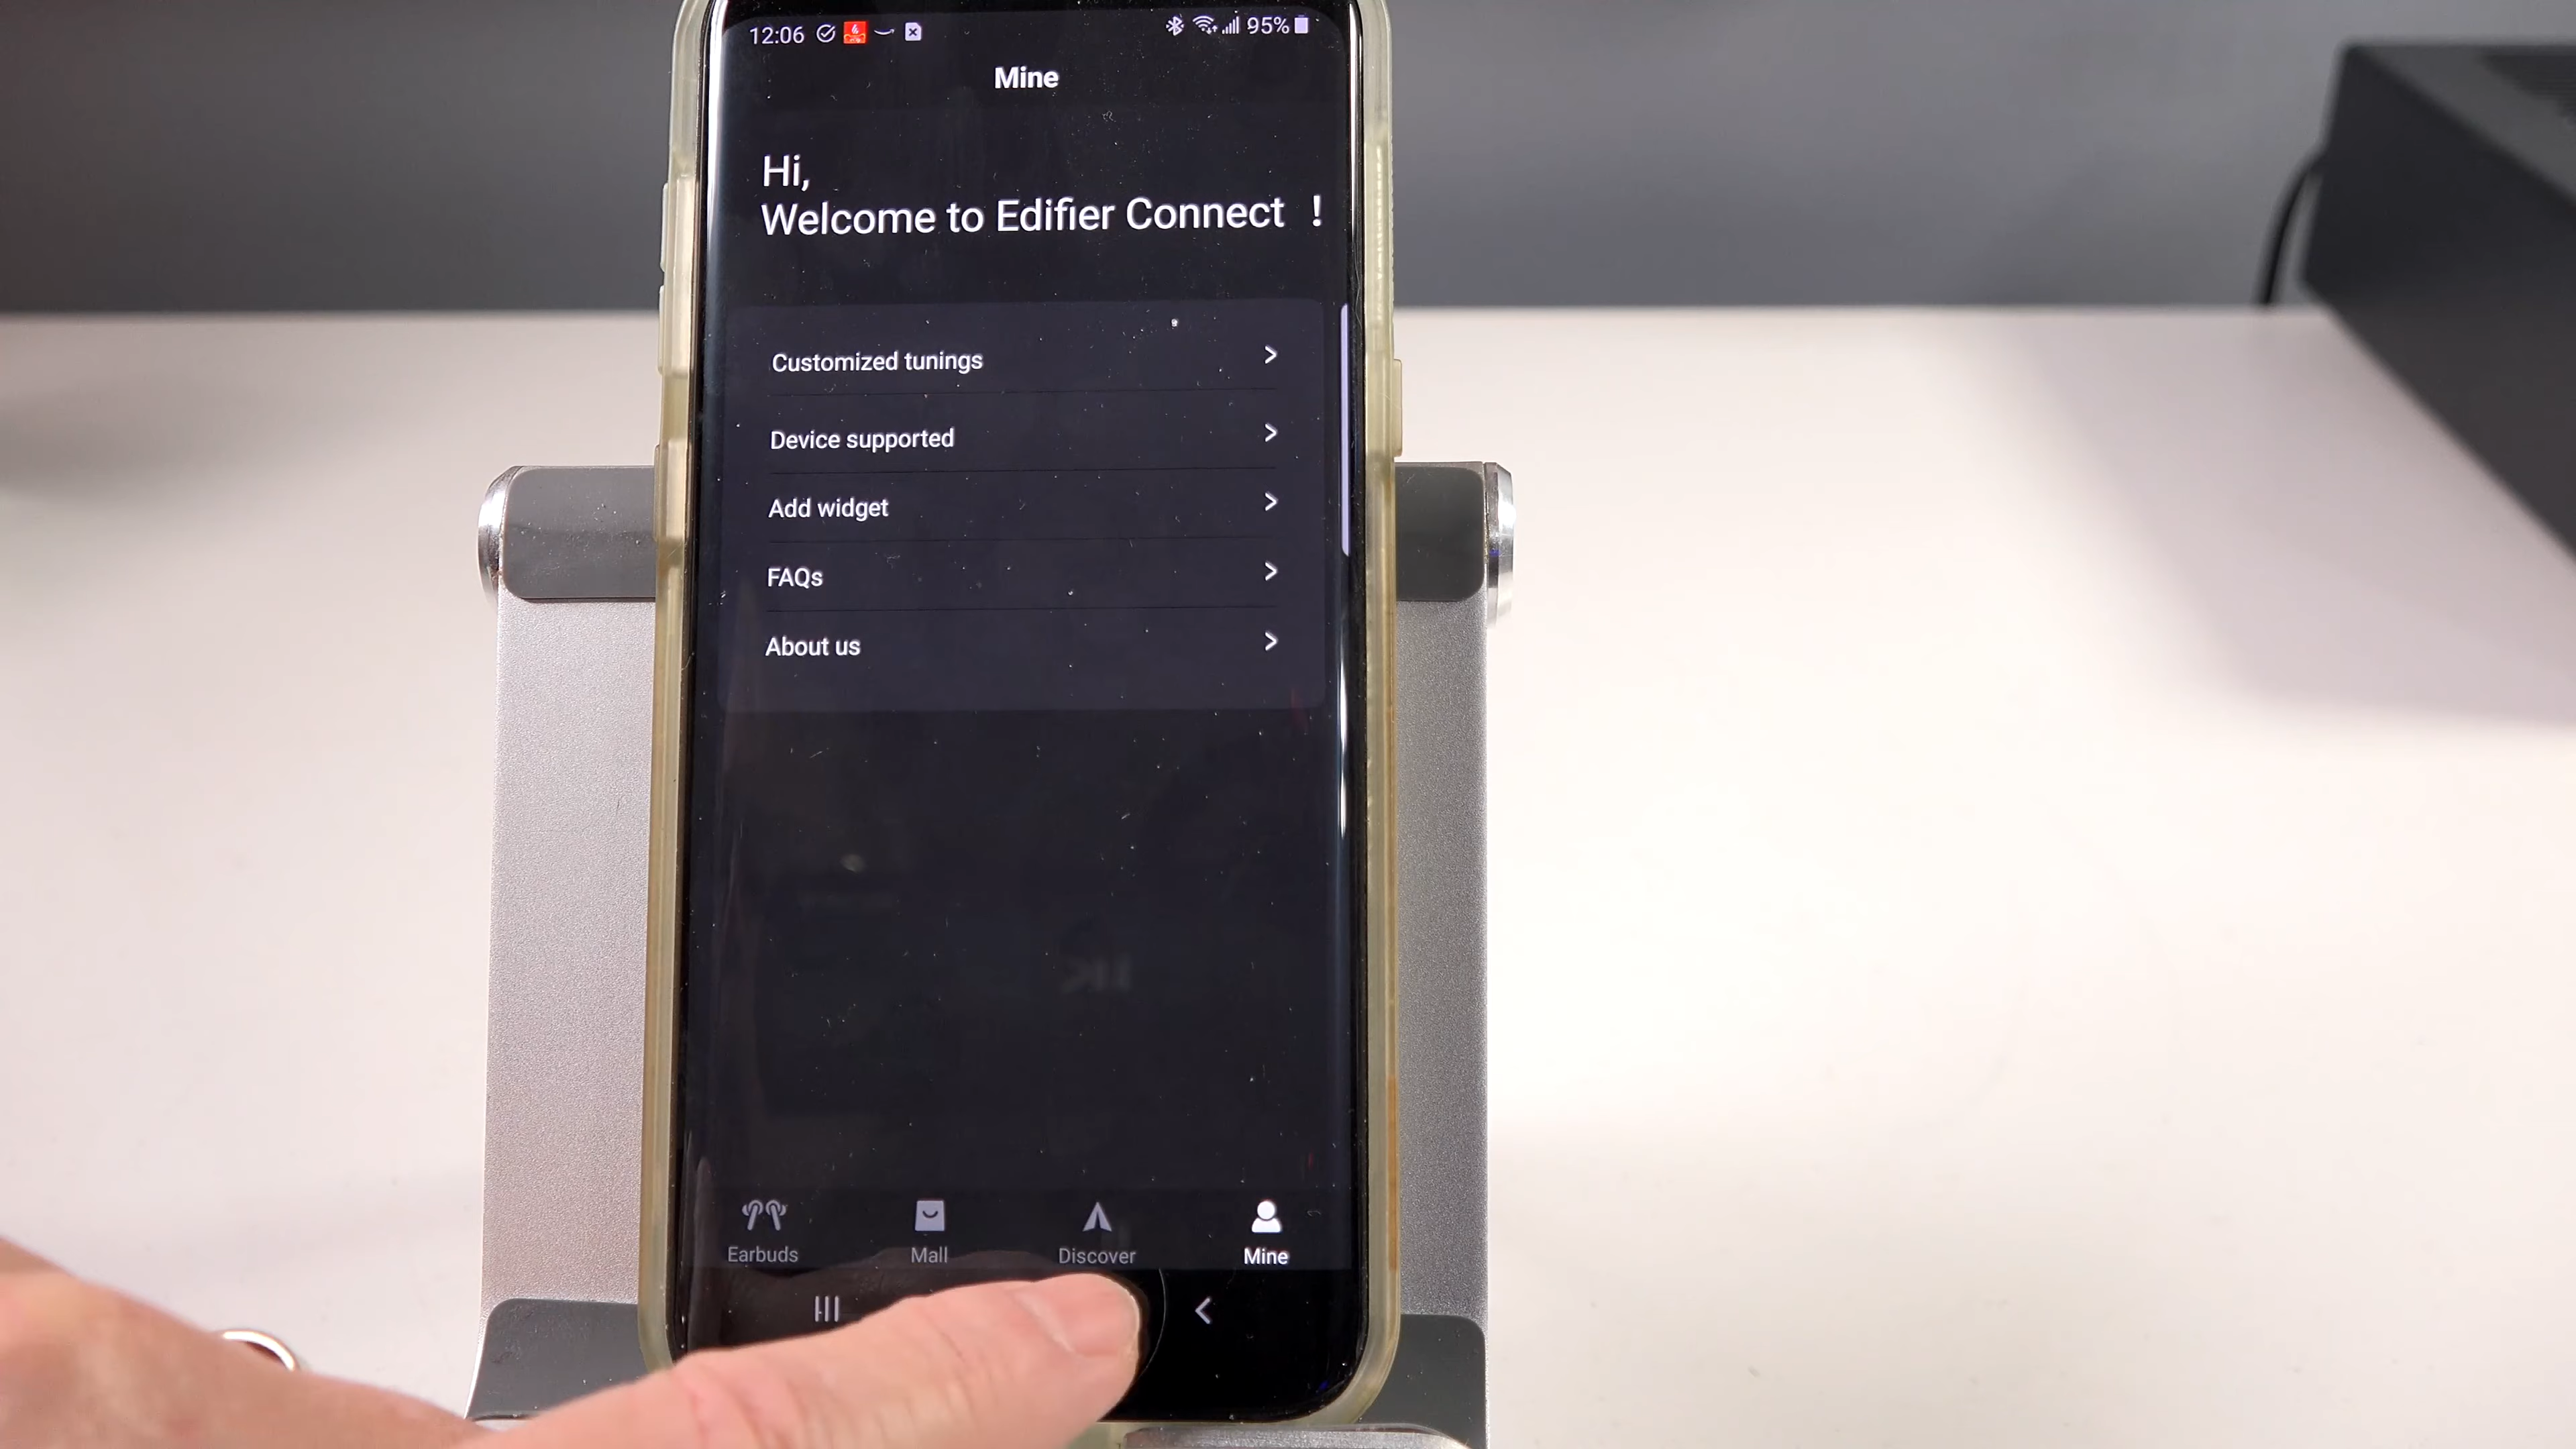 12:06 95%
Mine
Hi,
Welcome to Edifier Connect !
Customized tunings >
Device supported >
Add widget >
FAQs >
About us >
Earbuds Mall Discover Mine